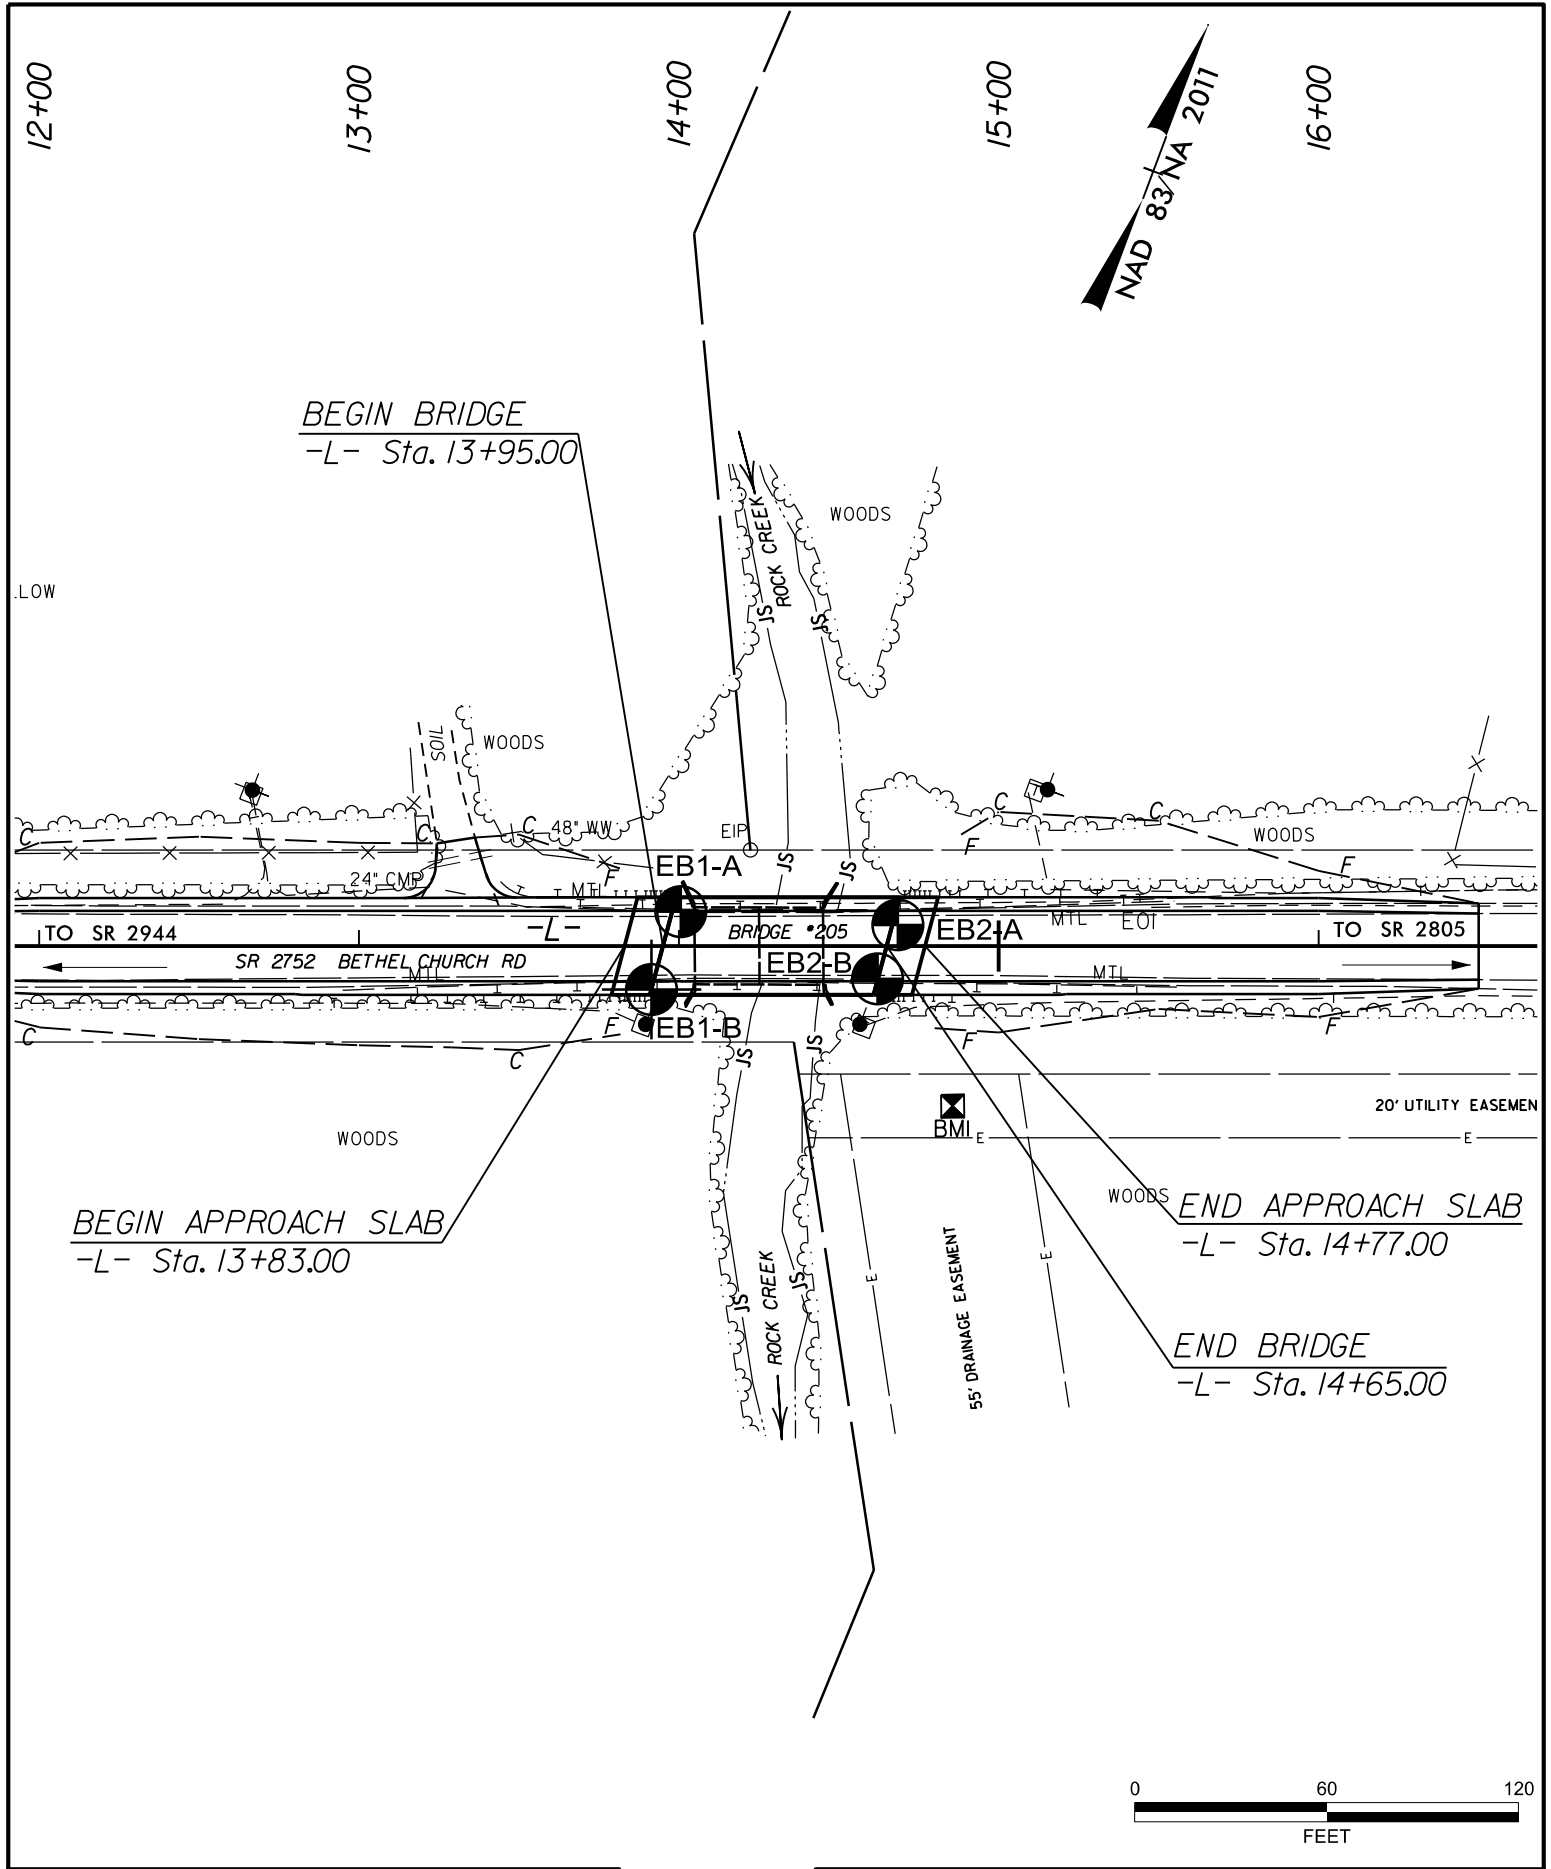 12+00
13+00
14+00
15+00
16+00
NAD 83/NA 2011
BEGIN BRIDGE
-L- Sta. 13+95.00
JS
ROCK CREEK
JS
WOODS
LOW
SOIL
WOODS
C
C
C
48" WW
EIP
C
C
WOODS
F
F
F
24" CMP
EB1-A
JS
JS
MTL
TO SR 2944
-L-
BRIDGE #205
EB2-A
MTL
EOI
TO SR 2805
SR 2752 BETHEL CHURCH RD
MTL
EB2-B
MTL
EB1-B
F
F
F
C
C
JS
JS
20' UTILITY EASEMEN
BM1
E
E
WOODS
WOODS
BEGIN APPROACH SLAB
-L- Sta. 13+83.00
END APPROACH SLAB
-L- Sta. 14+77.00
E
E
55' DRAINAGE EASEMENT
JS
JS
ROCK CREEK
END BRIDGE
-L- Sta. 14+65.00
0 60 120
FEET